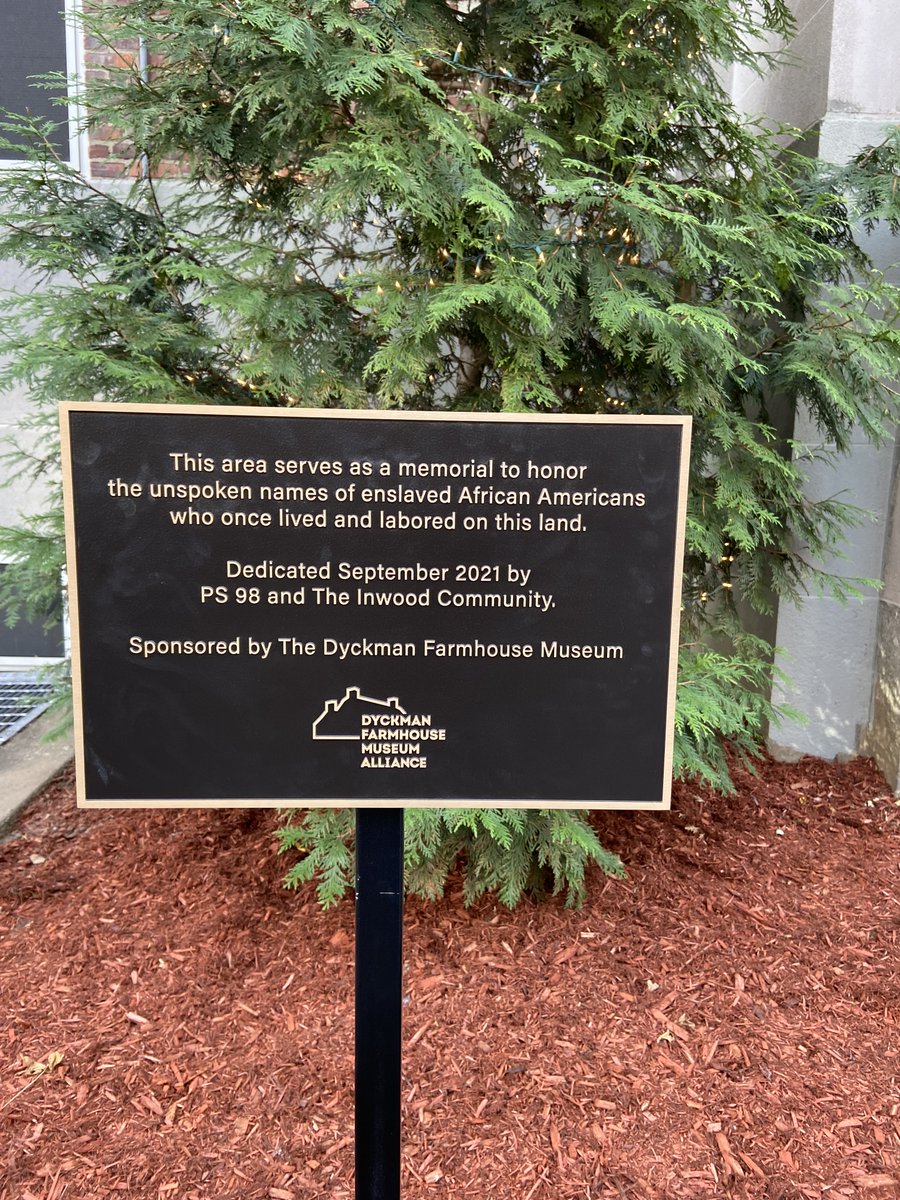 This area serves as a memorial to honor
the unspoken names of enslaved African Americans
who once lived and labored on this land.
Dedicated September 2021 by
PS 98 and The Inwood Community.
Sponsored by The Dyckman Farmhouse Museum
DYCKMAN
FARMHOUSE
MUSEUM
ALLIANCE